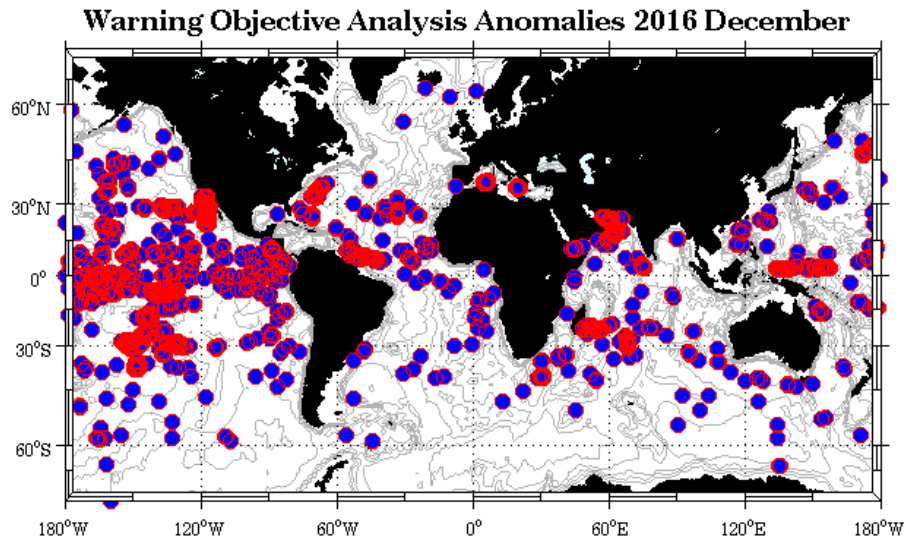 Warning Objective Analysis Anomalies 2016 December
60°N
30°N
0°
30°S
60°S
180°W 120°W 60°W 0° 60°E 120°E 180°W